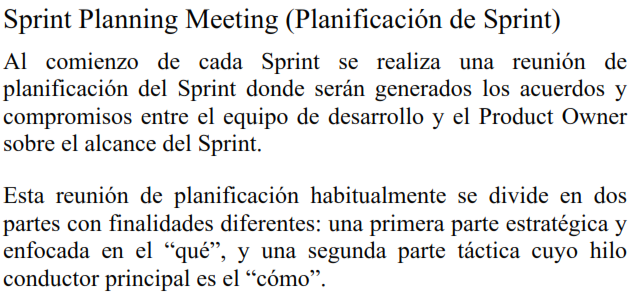 Sprint Planning Meeting (Planificación de Sprint)
Al comienzo de cada Sprint se realiza una reunión de
planificación del Sprint donde serán generados los acuerdos y
compromisos entre el equipo de desarrollo y el Product Owner
sobre el alcance del Sprint.
Esta reunión de planificación habitualmente se divide en dos
partes con finalidades diferentes: una primera parte estratégica y
enfocada en el “qué”, y una segunda parte táctica cuyo hilo
conductor principal es el “cómo”.